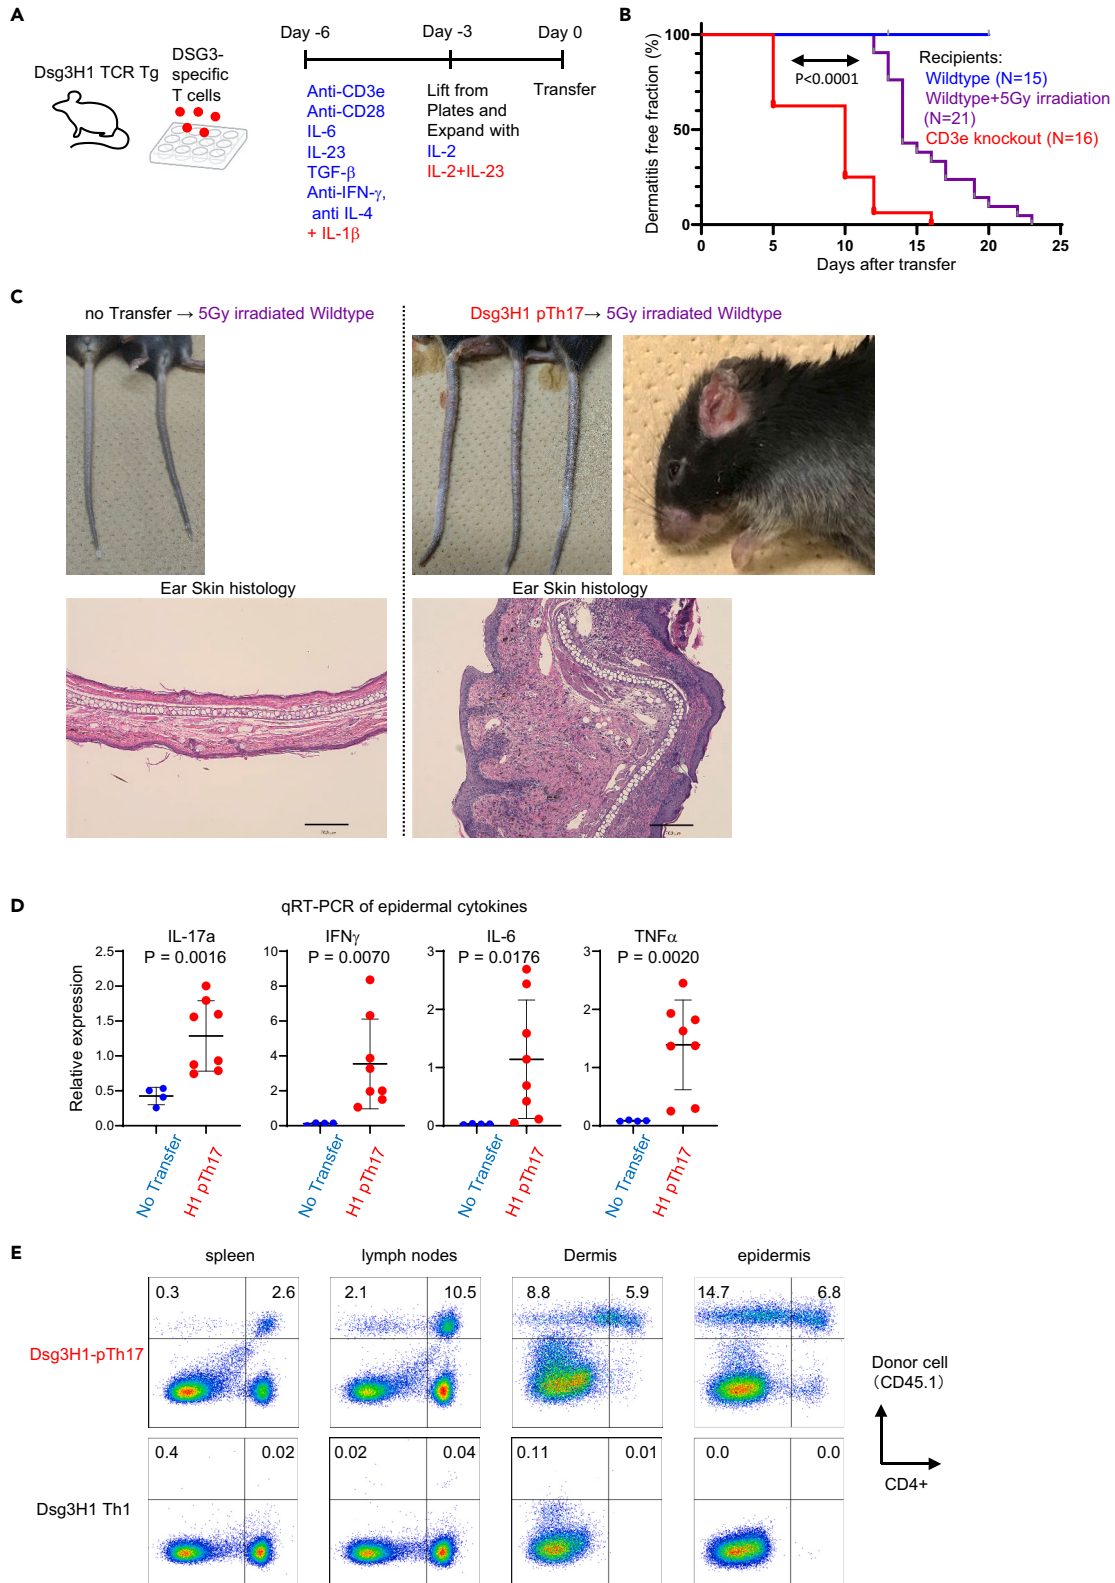 A
Dsg3H1 TCR Tg
DSG3-
specific
T cells
Day -6
Day -3
Day 0
Anti-CD3e
Anti-CD28
IL-6
IL-23
TGF-β
Anti-IFN-γ,
anti IL-4
+ IL-1β
Lift from
Plates and
Expand with
IL-2
IL-2+IL-23
Transfer
B
Dermatitis free fraction (%)
100
50
0
0
5
10
15
20
25
Days after transfer
P<0.0001
Recipients:
Wildtype (N=15)
Wildtype+5Gy irradiation
(N=21)
CD3e knockout (N=16)
C
no Transfer → 5Gy irradiated Wildtype
Dsg3H1 pTh17→ 5Gy irradiated Wildtype
Ear Skin histology
Ear Skin histology
D
qRT-PCR of epidermal cytokines
Relative expression
IL-17a
P = 0.0016
2.5
2.0
1.5
1.0
0.5
0.0
No Transfer
H1 pTh17
IFNγ
P = 0.0070
10
8
6
4
2
0
No Transfer
H1 pTh17
IL-6
P = 0.0176
3
2
1
0
No Transfer
H1 pTh17
TNFα
P = 0.0020
3
2
1
0
No Transfer
H1 pTh17
E
spleen
lymph nodes
Dermis
epidermis
Dsg3H1-pTh17
0.3
2.6
2.1
10.5
8.8
5.9
14.7
6.8
Donor cell
(CD45.1)
CD4+
Dsg3H1 Th1
0.4
0.02
0.02
0.04
0.11
0.01
0.0
0.0